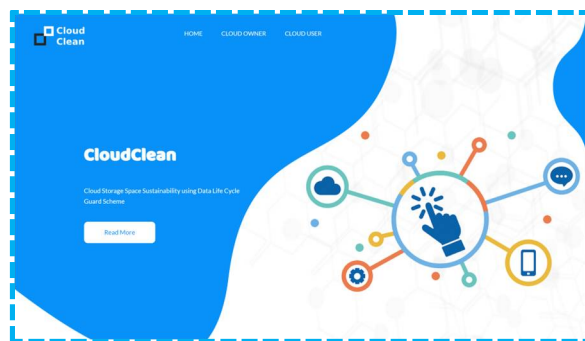 Cloud
Clean
HOME CLOUD OWNER CLOUD USER
CloudClean
Cloud Storage Space Sustainability using Data Life Cycle
Guard Scheme
Read More